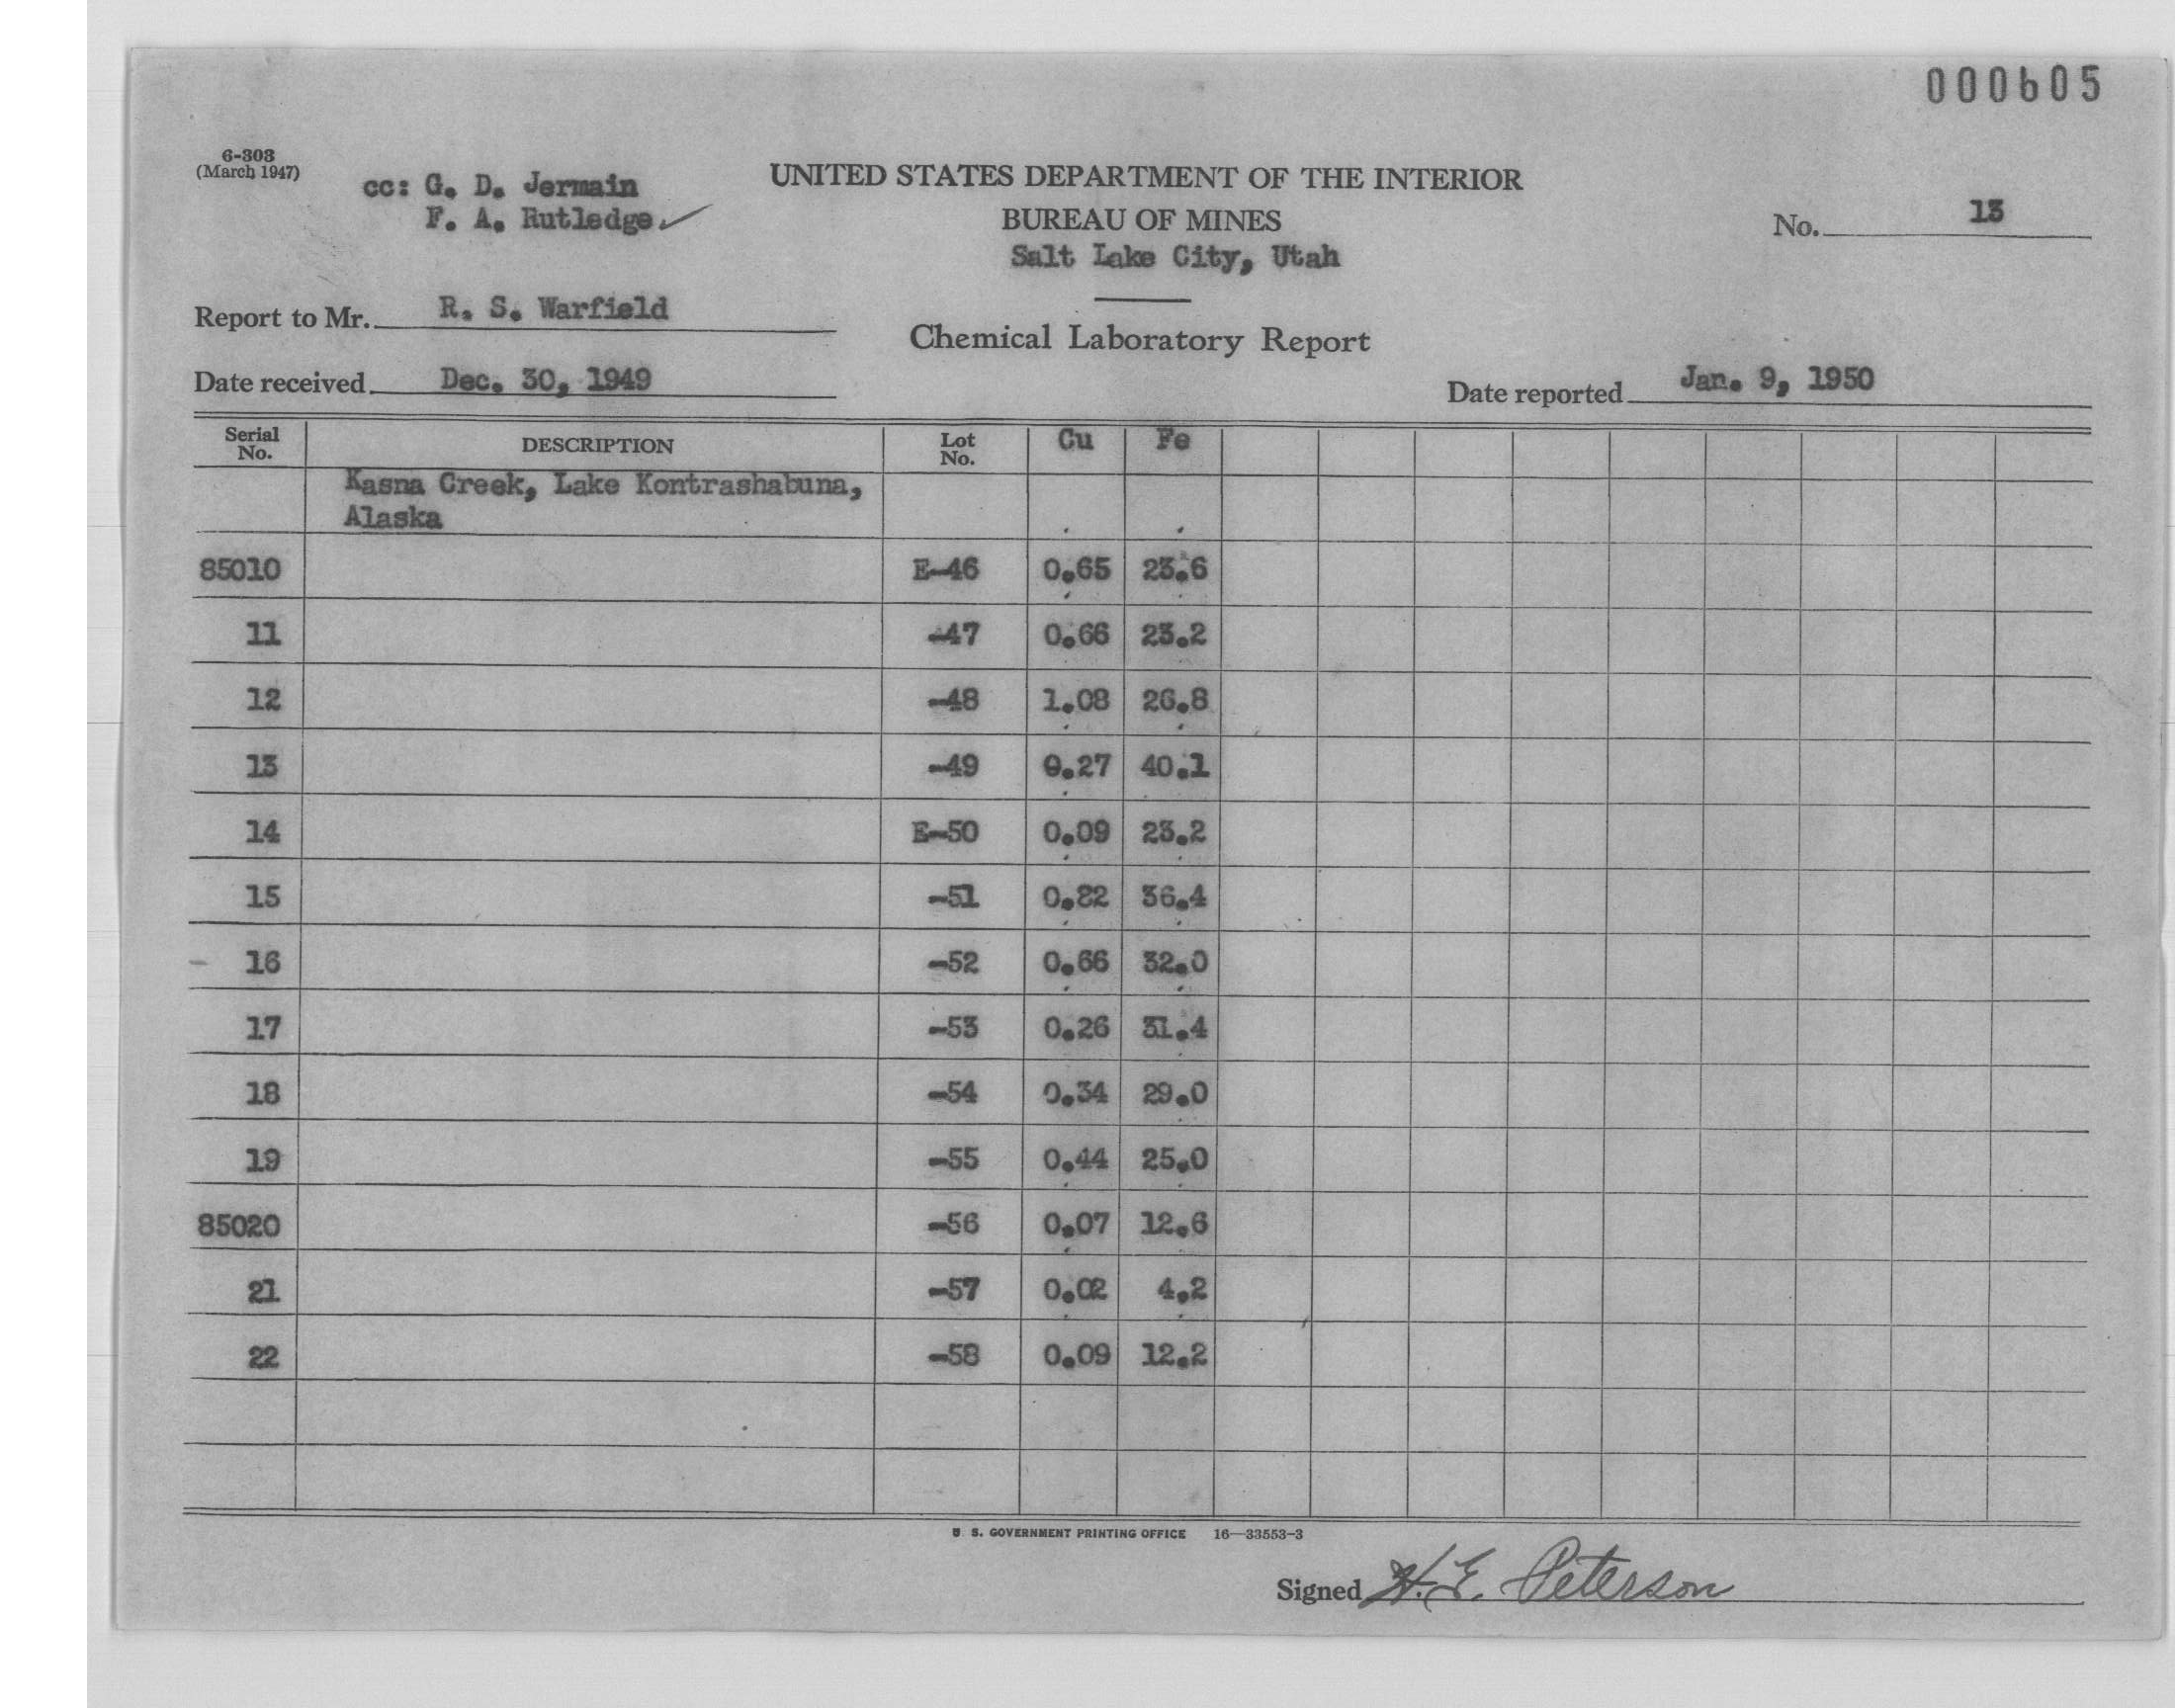 000605
6-303
(March 1947)
cc: G. D. Jermain
F. A. Rutledge
UNITED STATES DEPARTMENT OF THE INTERIOR
BUREAU OF MINES
Salt Lake City, Utah
No. 13
Report to Mr. R. S. Warfield
Chemical Laboratory Report
Date received Dec. 30, 1949
Date reported Jan. 9, 1950
Serial No. DESCRIPTION Lot No. Cu Fe
Kasna Creek, Lake Kontrashabuna,
Alaska
85010 E-46 0.65 23.6
11 -47 0.66 23.2
12 -48 1.08 26.8
13 -49 0.27 40.1
14 E-50 0.09 23.2
15 -51 0.82 36.4
16 -52 0.66 32.0
17 -53 0.26 31.4
18 -54 0.34 29.0
19 -55 0.44 25.0
85020 -56 0.07 12.6
21 -57 0.02 4.2
22 -58 0.09 12.2
U. S. GOVERNMENT PRINTING OFFICE 16—33553-3
Signed H. E. Peterson